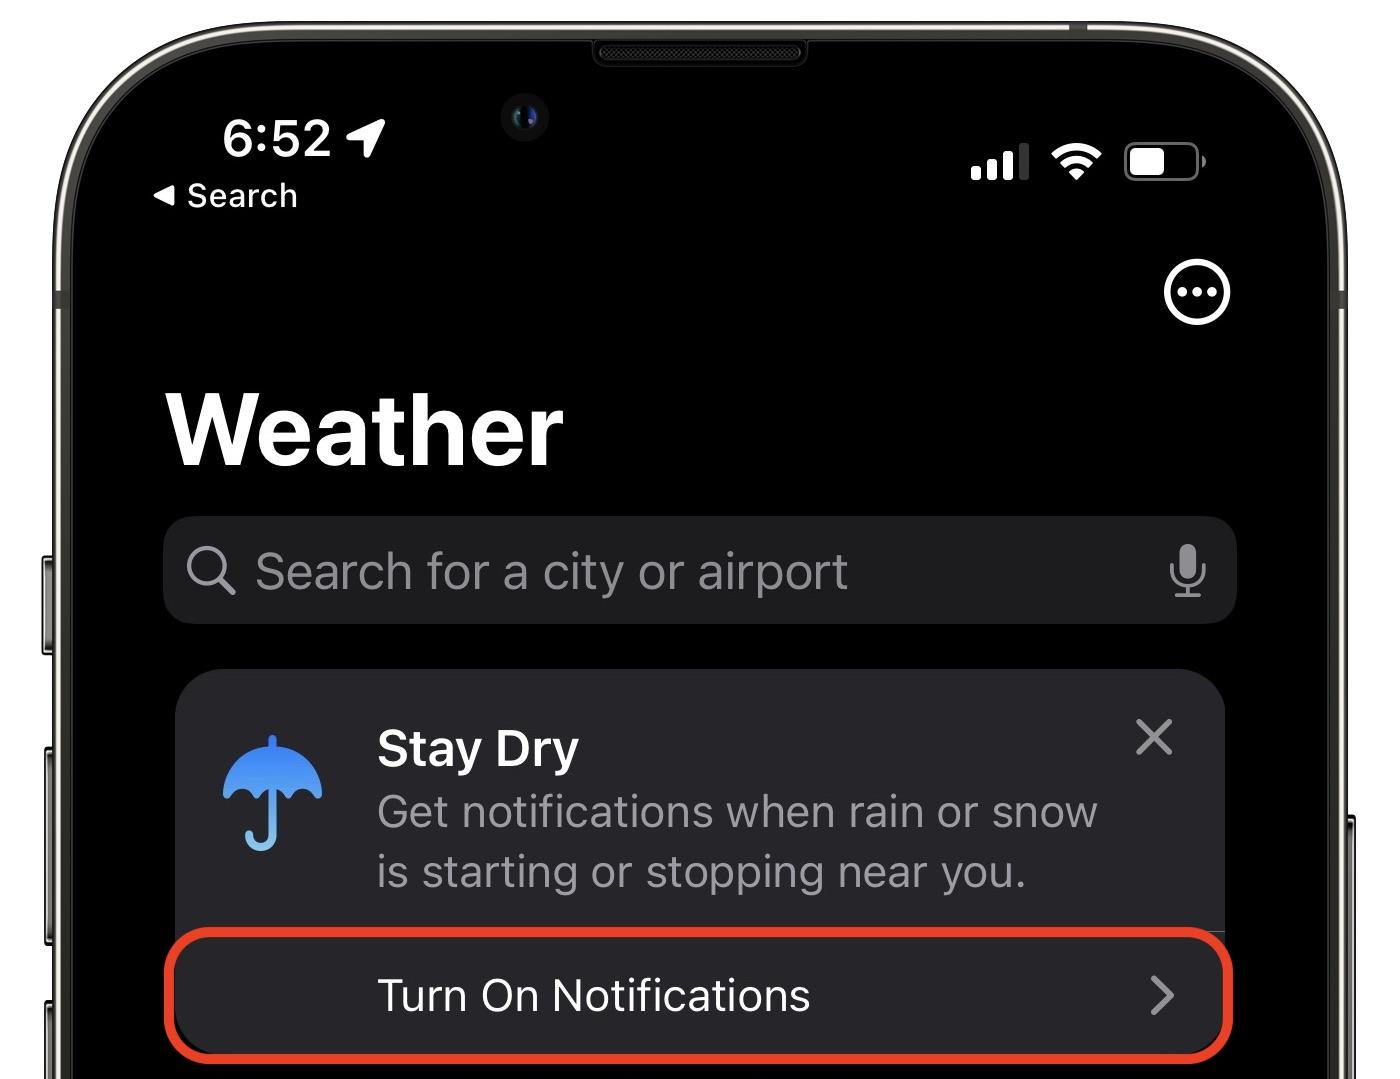 6:52
Search
Weather
Search for a city or airport
Stay Dry
Get notifications when rain or snow
is starting or stopping near you.
Turn On Notifications